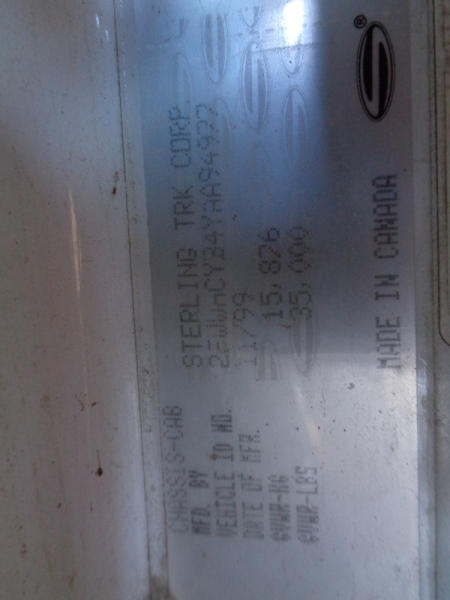 CHASSIS-CAB
MFD. BY STERLING TRK CORP.
VEHICLE ID NO.
DATE OF MFR. 11/99
GVWR-KG 15,876
GVWR-LBS 35,000
MADE IN CANADA